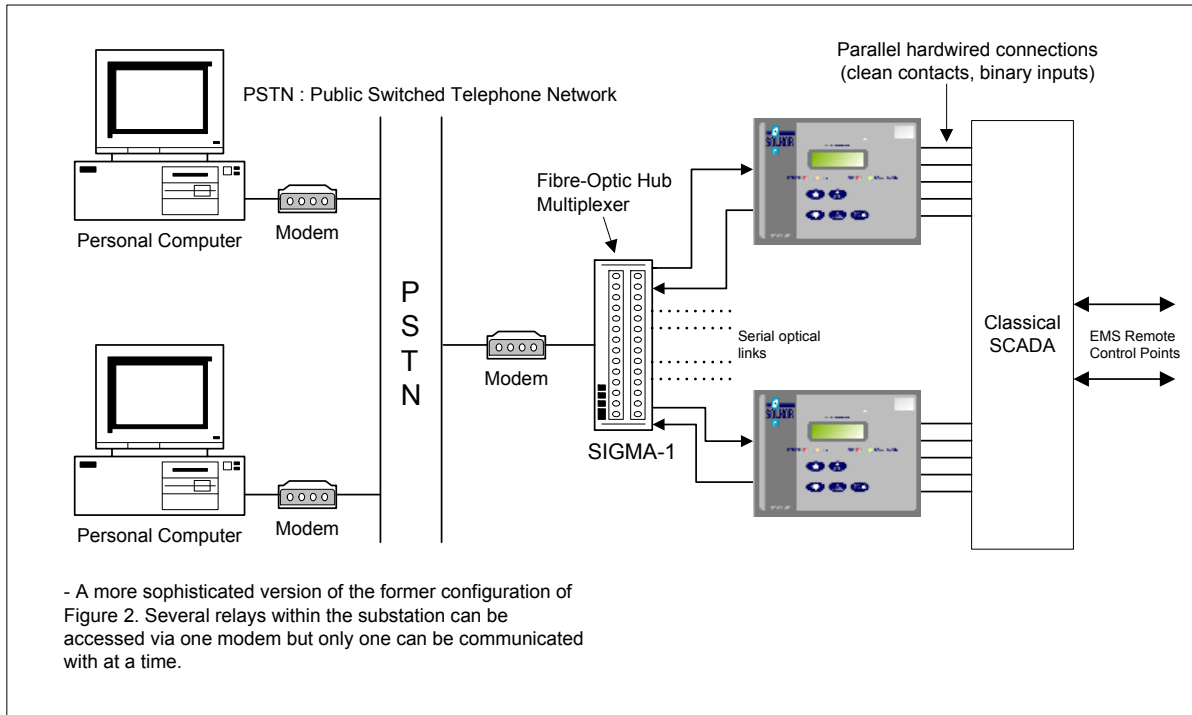 Parallel hardwired connections
(clean contacts, binary inputs)
PSTN : Public Switched Telephone Network
Fibre-Optic Hub
Multiplexer
Personal Computer
Modem
P
S
T
N
Modem
Serial optical
links
Classical
SCADA
EMS Remote
Control Points
SIGMA-1
SOLKOR
SOLKOR
Personal Computer
Modem
- A more sophisticated version of the former configuration of
Figure 2. Several relays within the substation can be
accessed via one modem but only one can be communicated
with at a time.